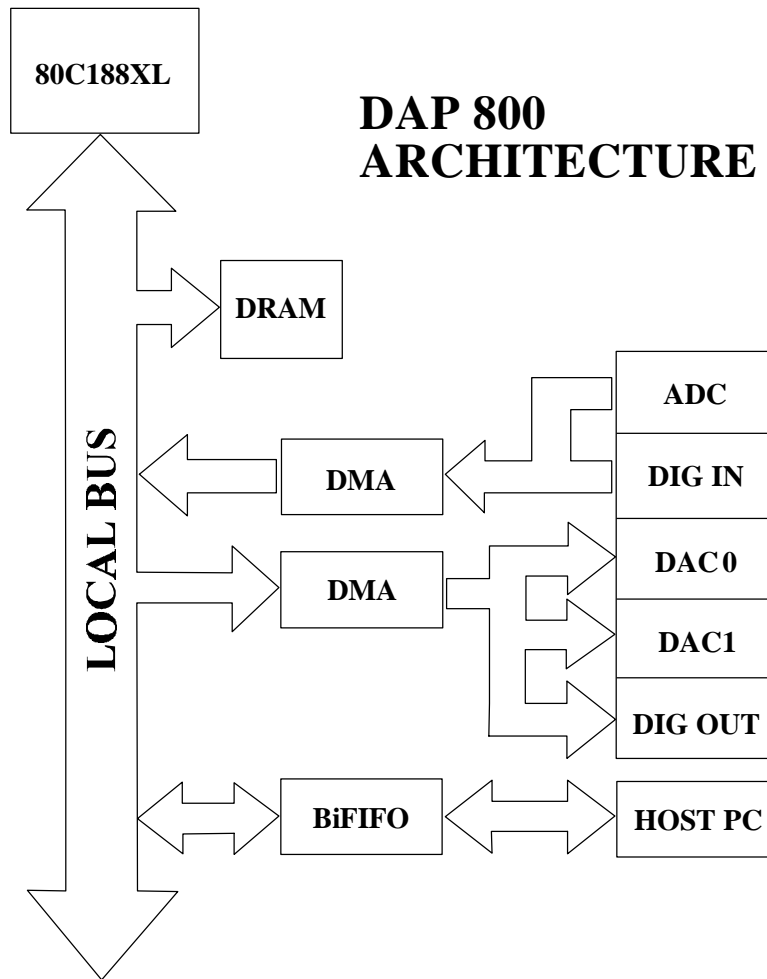 80C188XL
DAP 800
ARCHITECTURE
DRAM
ADC
DMA
DIG IN
LOCAL BUS
DMA
DAC0
DAC1
DIG OUT
BiFIFO
HOST PC